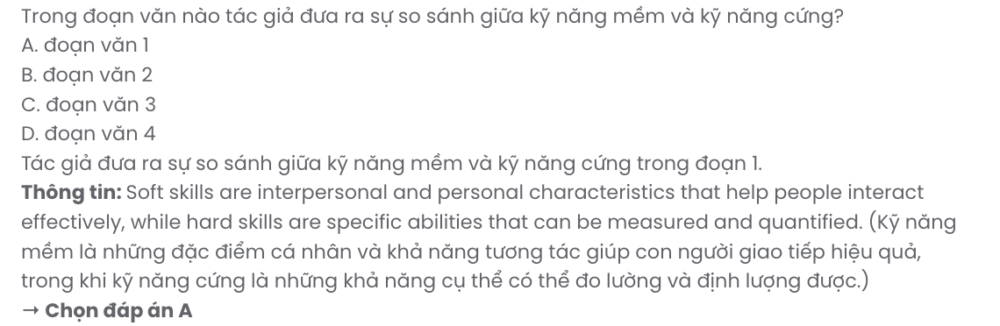 Trong đoạn văn nào tác giả đưa ra sự so sánh giữa kỹ năng mềm và kỹ năng cứng?
A. đoạn văn 1
B. đoạn văn 2
C. đoạn văn 3
D. đoạn văn 4
Tác giả đưa ra sự so sánh giữa kỹ năng mềm và kỹ năng cứng trong đoạn 1.
Thông tin: Soft skills are interpersonal and personal characteristics that help people interact
effectively, while hard skills are specific abilities that can be measured and quantified. (Kỹ năng
mềm là những đặc điểm cá nhân và khả năng tương tác giúp con người giao tiếp hiệu quả,
trong khi kỹ năng cứng là những khả năng cụ thể có thể đo lường và định lượng được.)
→ Chọn đáp án A